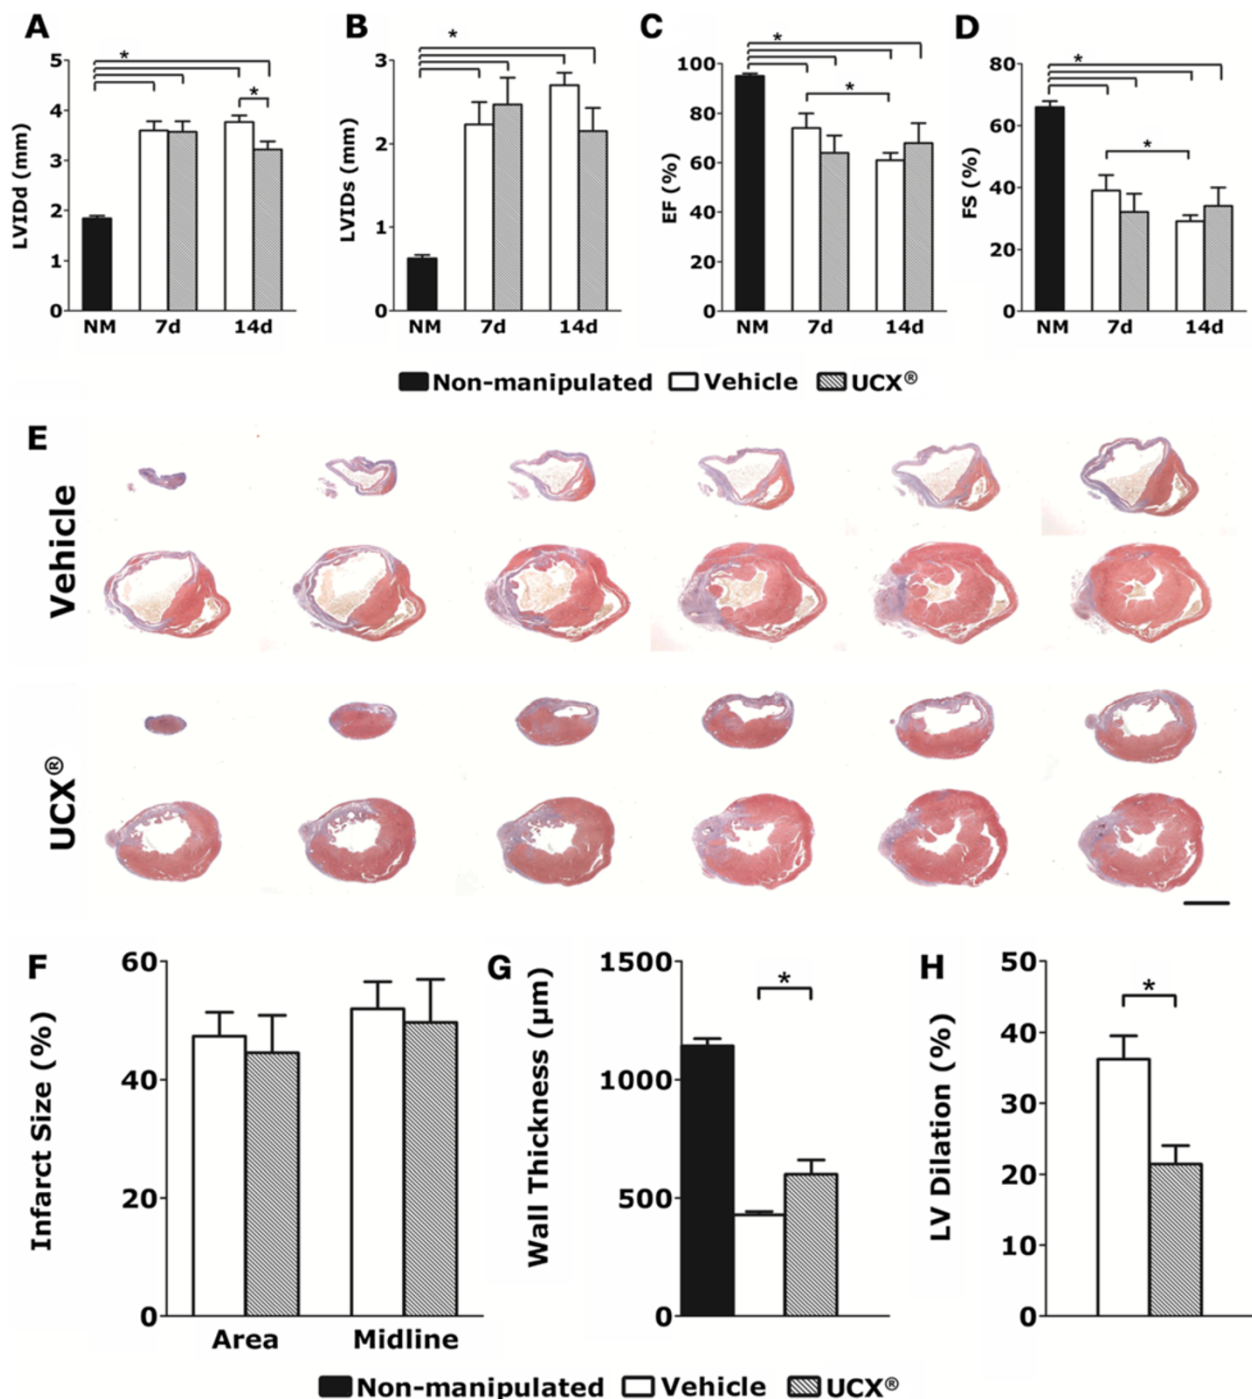 A
B
C
D
LVIDd (mm)
5
4
3
2
1
0
*
*
NM 7d 14d
LVIDs (mm)
3
2
1
0
*
NM 7d 14d
EF (%)
100
80
60
40
20
0
*
*
NM 7d 14d
FS (%)
80
60
40
20
0
*
*
NM 7d 14d
Non-manipulated Vehicle UCX®
E
Vehicle
UCX®
F
Infarct Size (%)
60
40
20
0
Area Midline
G
Wall Thickness (µm)
1500
1000
500
0
*
H
LV Dilation (%)
50
40
30
20
10
0
*
Non-manipulated Vehicle UCX®